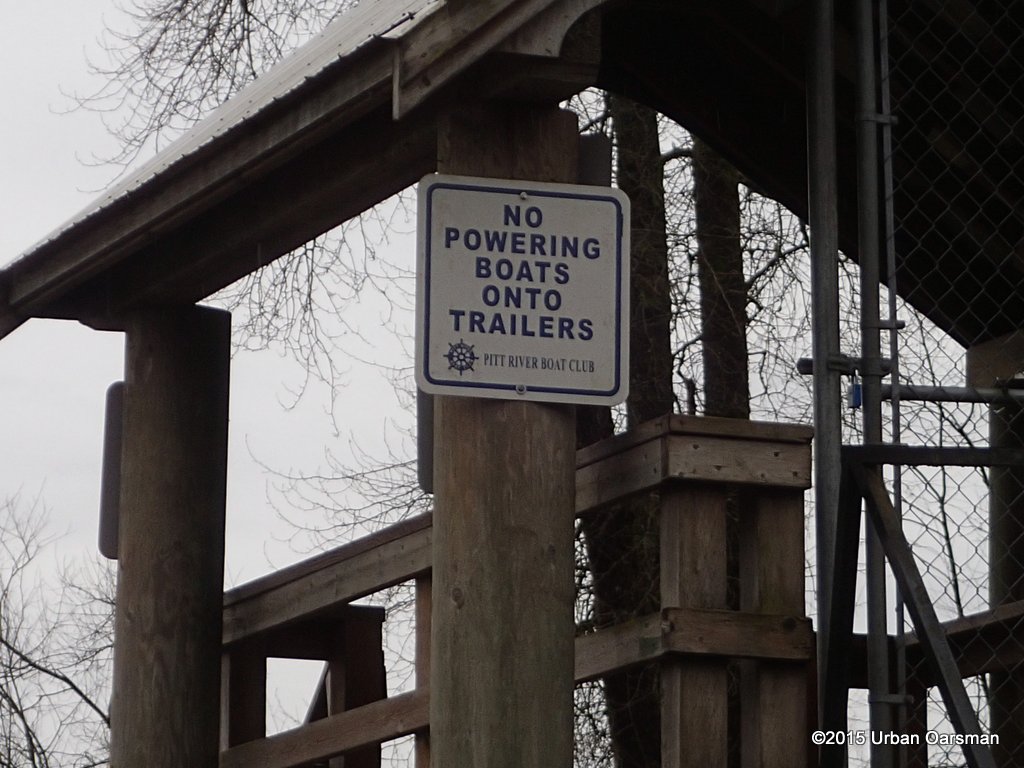 NO
POWERING
BOATS
ONTO
TRAILERS
PITT RIVER BOAT CLUB
©2015 Urban Oarsman